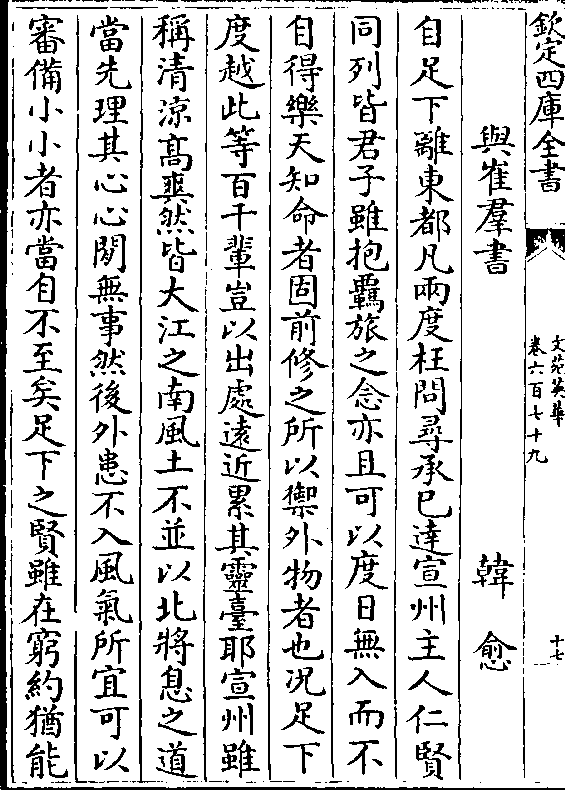 欽定四庫全書
文苑英華
卷六百七十九
十七
與崔羣書
韓愈
自足下離東都凡兩度枉問尋承已達宣州主人仁賢
同列皆君子雖抱羈旅之念亦且可以度日無入而不
自得樂天知命者固前修之所以禦外物者也况足下
度越此等百千輩豈以出處逺近累其靈臺耶宣州雖
稱清涼髙爽然皆大江之南風土不並以北將息之道
當先理其心心閒無事然後外患不入風氣所宜可以
審備小小者亦當自不至矣足下之賢雖在窮約猶能